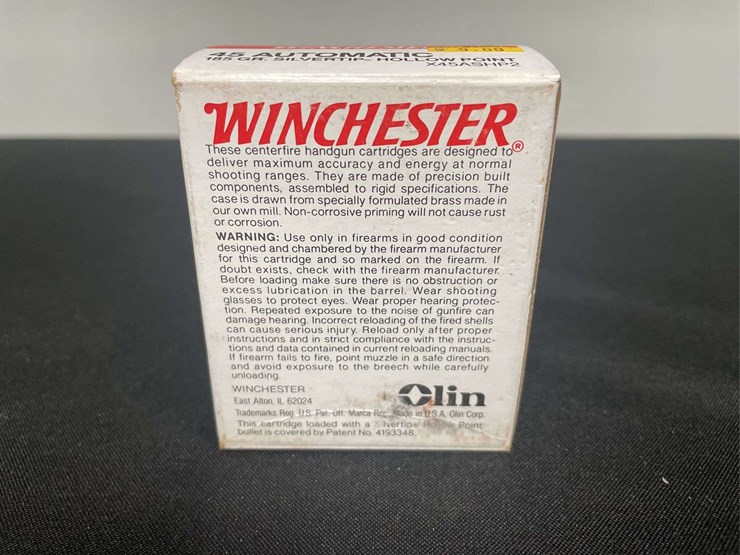 $ 9.00
45 AUTOMATIC
185 GR. SILVERTIP® HOLLOW POINT
X45ASHP2
WINCHESTER®
These centerfire handgun cartridges are designed to
deliver maximum accuracy and energy at normal
shooting ranges. They are made of precision built
components, assembled to rigid specifications. The
case is drawn from specially formulated brass made in
our own mill. Non-corrosive priming will not cause rust
or corrosion.
WARNING: Use only in firearms in good condition
designed and chambered by the firearm manufacturer
for this cartridge and so marked on the firearm. If
doubt exists, check with the firearm manufacturer.
Before loading make sure there is no obstruction or
excess lubrication in the barrel. Wear shooting
glasses to protect eyes. Wear proper hearing protec-
tion. Repeated exposure to the noise of gunfire can
damage hearing. Incorrect reloading of the fired shells
can cause serious injury. Reload only after proper
instructions and in strict compliance with the instruc-
tions and data contained in current reloading manuals.
If firearm fails to fire, point muzzle in a safe direction
and avoid exposure to the breech while carefully
unloading.
WINCHESTER
East Alton, IL 62024
Olin
Trademarks Reg. U.S. Pat. Off. Marca Reg. Made in U.S.A. Olin Corp.
This cartridge loaded with a Silvertip® Hollow Point
bullet is covered by Patent No. 4193348.